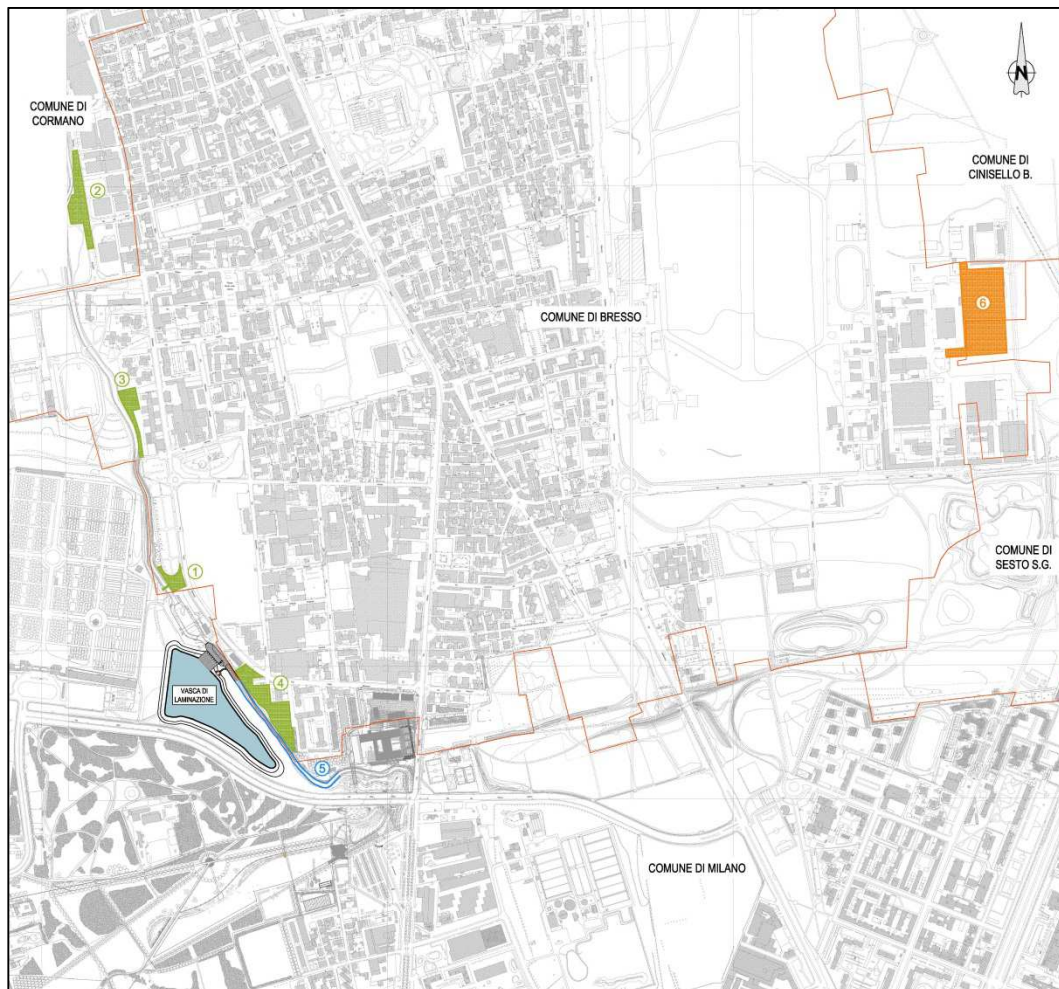 N
COMUNE DI
CORMANO
COMUNE DI
CINISELLO B.
2
6
COMUNE DI BRESSO
3
COMUNE DI
SESTO S.G.
1
4
VASCA DI
LAMINAZIONE
5
COMUNE DI MILANO